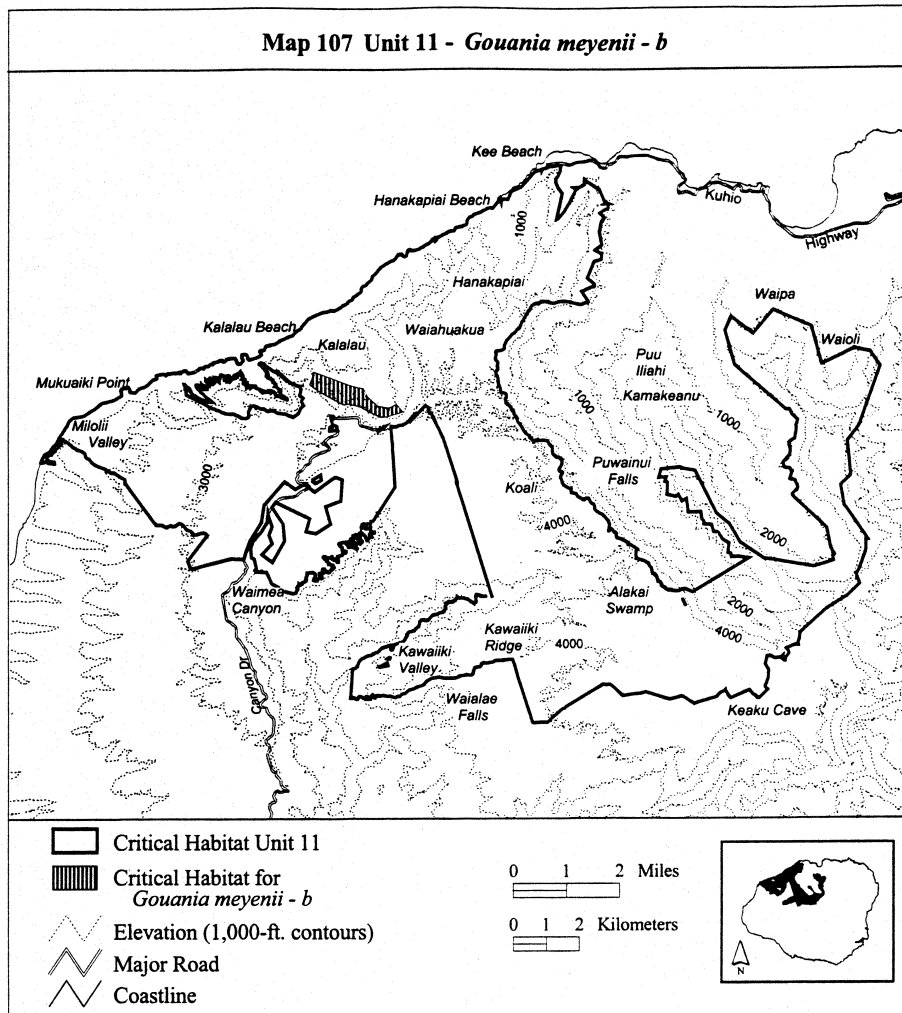 Map 107 Unit 11 - Gouania meyenii - b
Kee Beach
Hanakapiai Beach
Kuhio
Highway
1000
Hanakapiai
Waipa
Kalalau Beach
Waiahuakua
Waioli
Kalalau
Puu
Iliahi
Mukuaiki Point
Kamakeanu
1000
1000
Milolii
Valley
3000
Puwainui
Falls
Koali
4000
2000
Waimea
Canyon
Alakai
Swamp
2000
4000
Kawaiiki
Ridge
Kawaiiki
Valley
4000
Canyon Dr
Waialae
Falls
Keaku Cave
Critical Habitat Unit 11
Critical Habitat for
Gouania meyenii - b
Elevation (1,000-ft. contours)
Major Road
Coastline
0 1 2 Miles
0 1 2 Kilometers
N